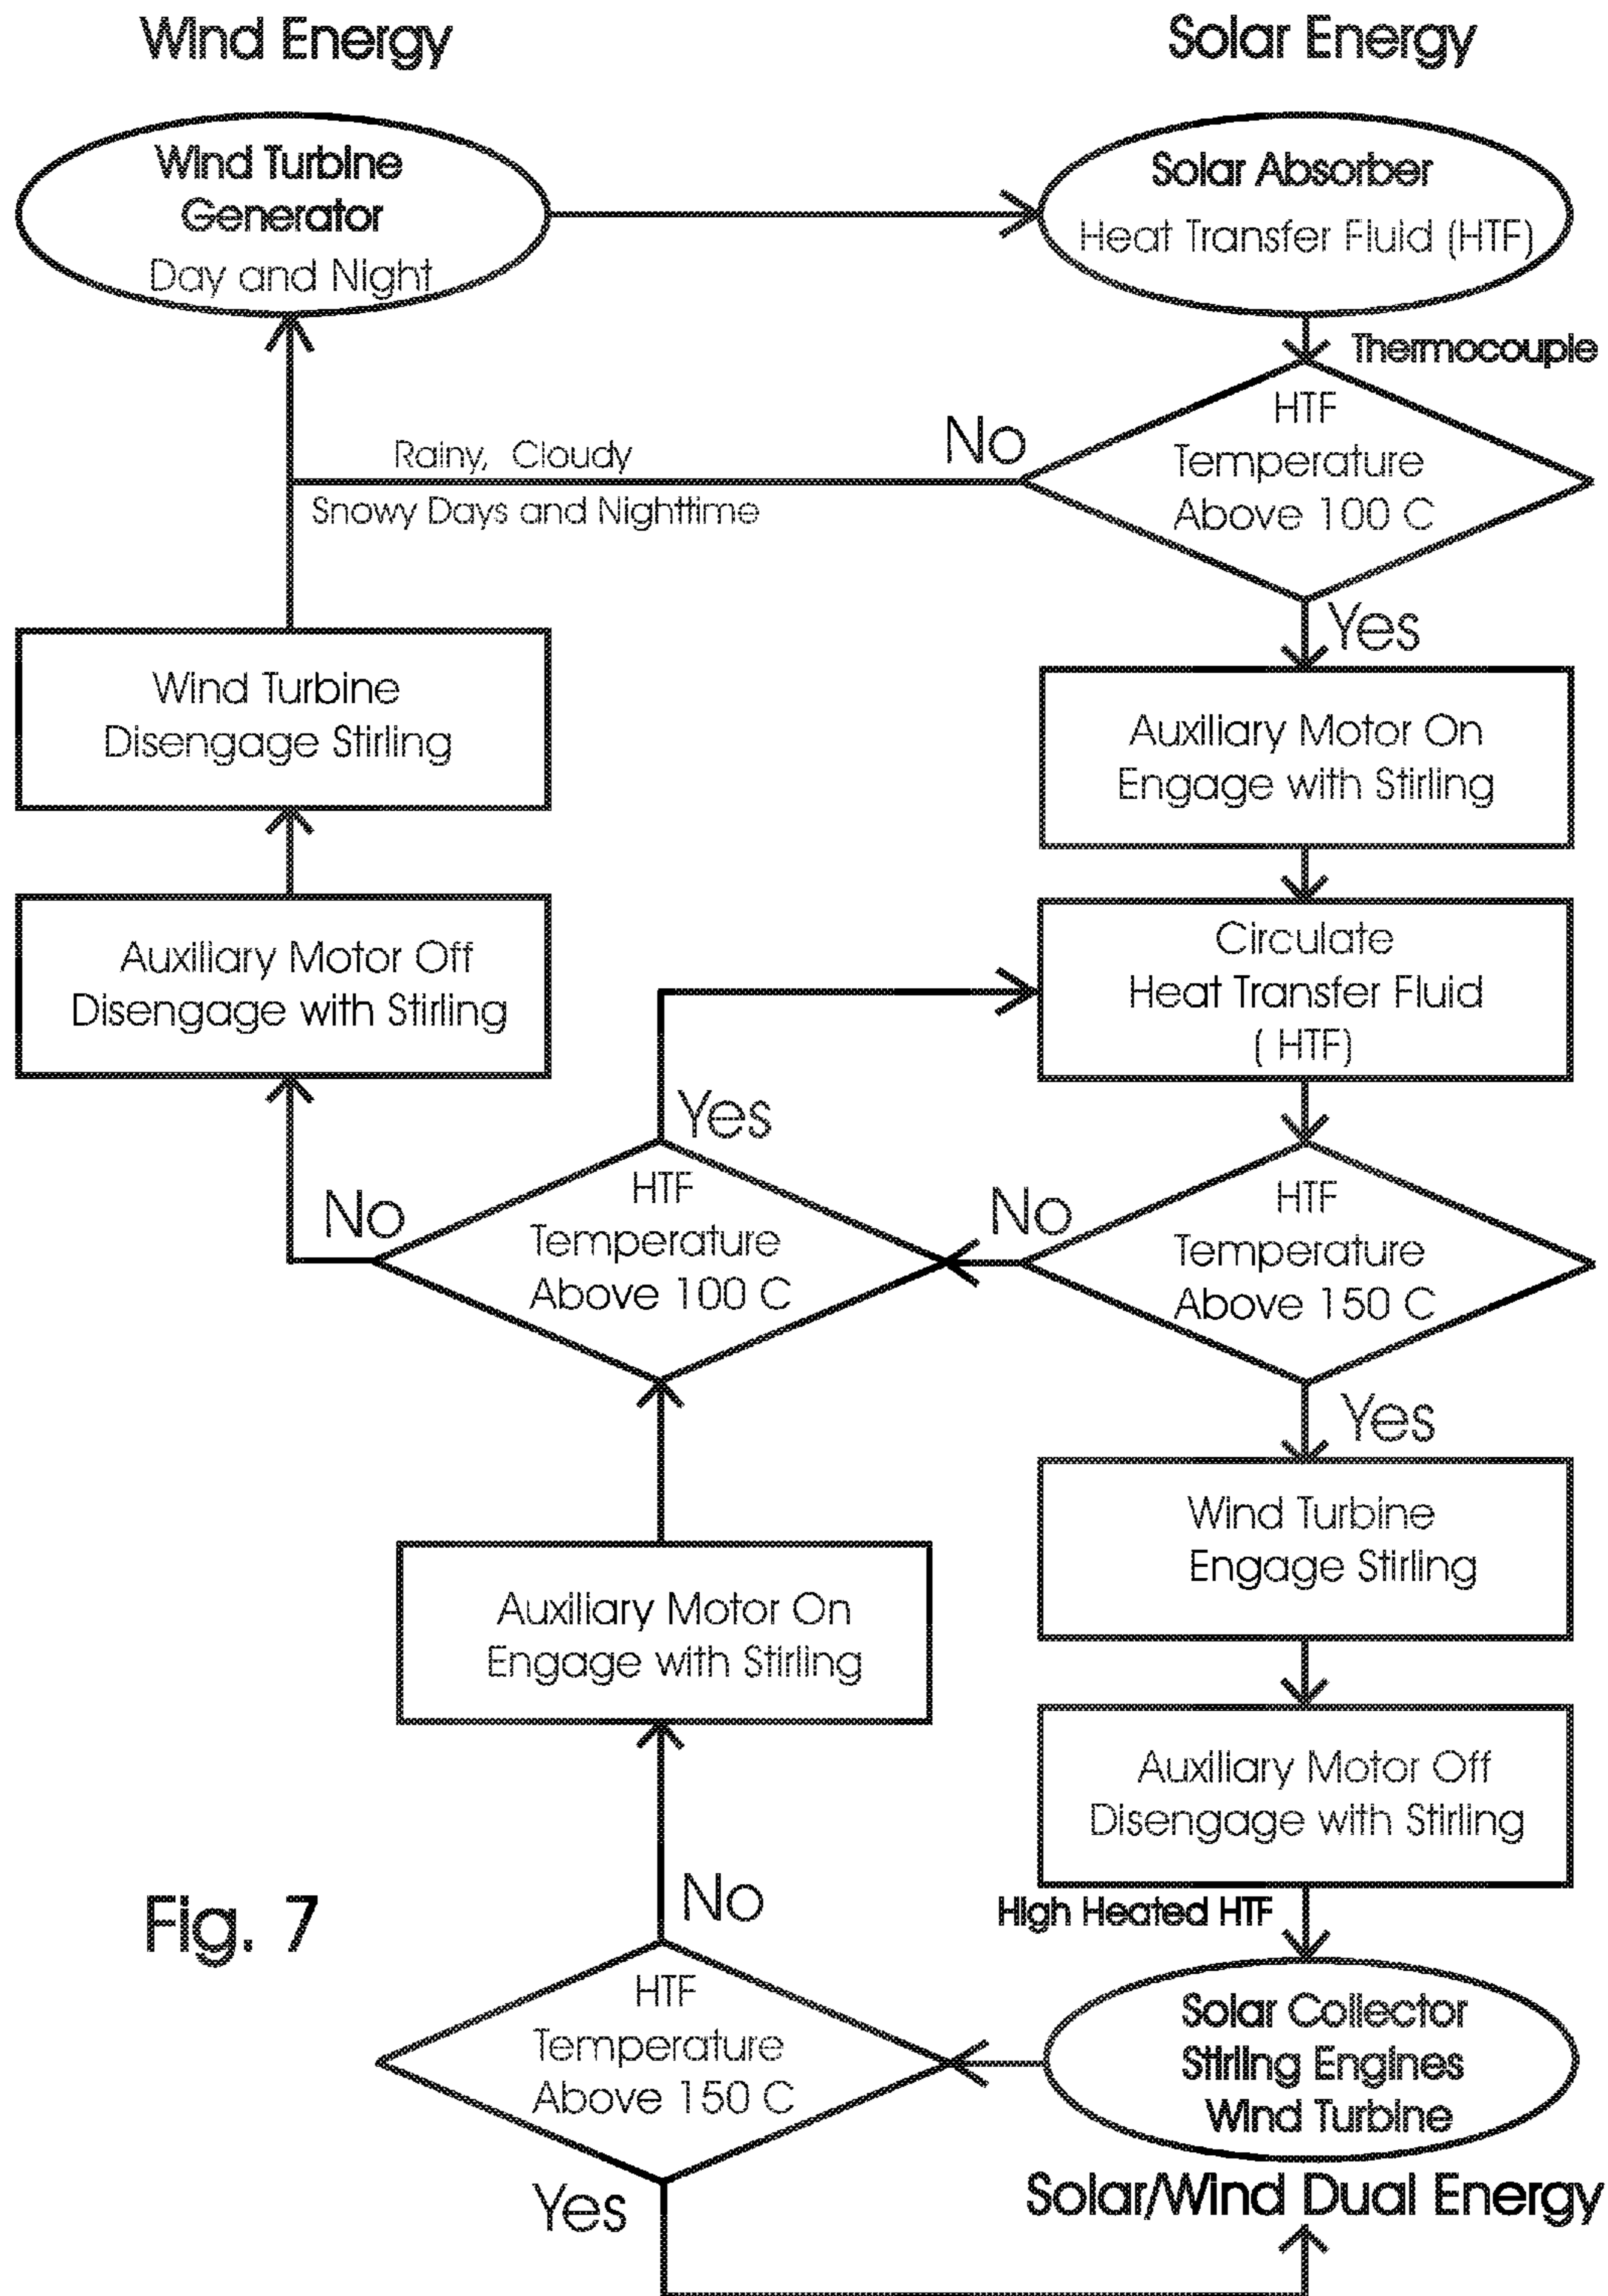 Wind Energy
Solar Energy
Wind Turbine
Generator
Day and Night
Solar Absorber
Heat Transfer Fluid (HTF)
Thermocouple
HTF
Temperature
Above 100 C
No
Rainy, Cloudy
Snowy Days and Nighttime
Yes
Wind Turbine
Disengage Stirling
Auxiliary Motor On
Engage with Stirling
Auxiliary Motor Off
Disengage with Stirling
Circulate
Heat Transfer Fluid
( HTF)
Yes
HTF
Temperature
Above 100 C
No
No
HTF
Temperature
Above 150 C
Yes
Wind Turbine
Engage Stirling
Auxiliary Motor On
Engage with Stirling
Auxiliary Motor Off
Disengage with Stirling
No
High Heated HTF
Fig. 7
HTF
Temperature
Above 150 C
Solar Collector
Stirling Engines
Wind Turbine
Yes
Solar/Wind Dual Energy